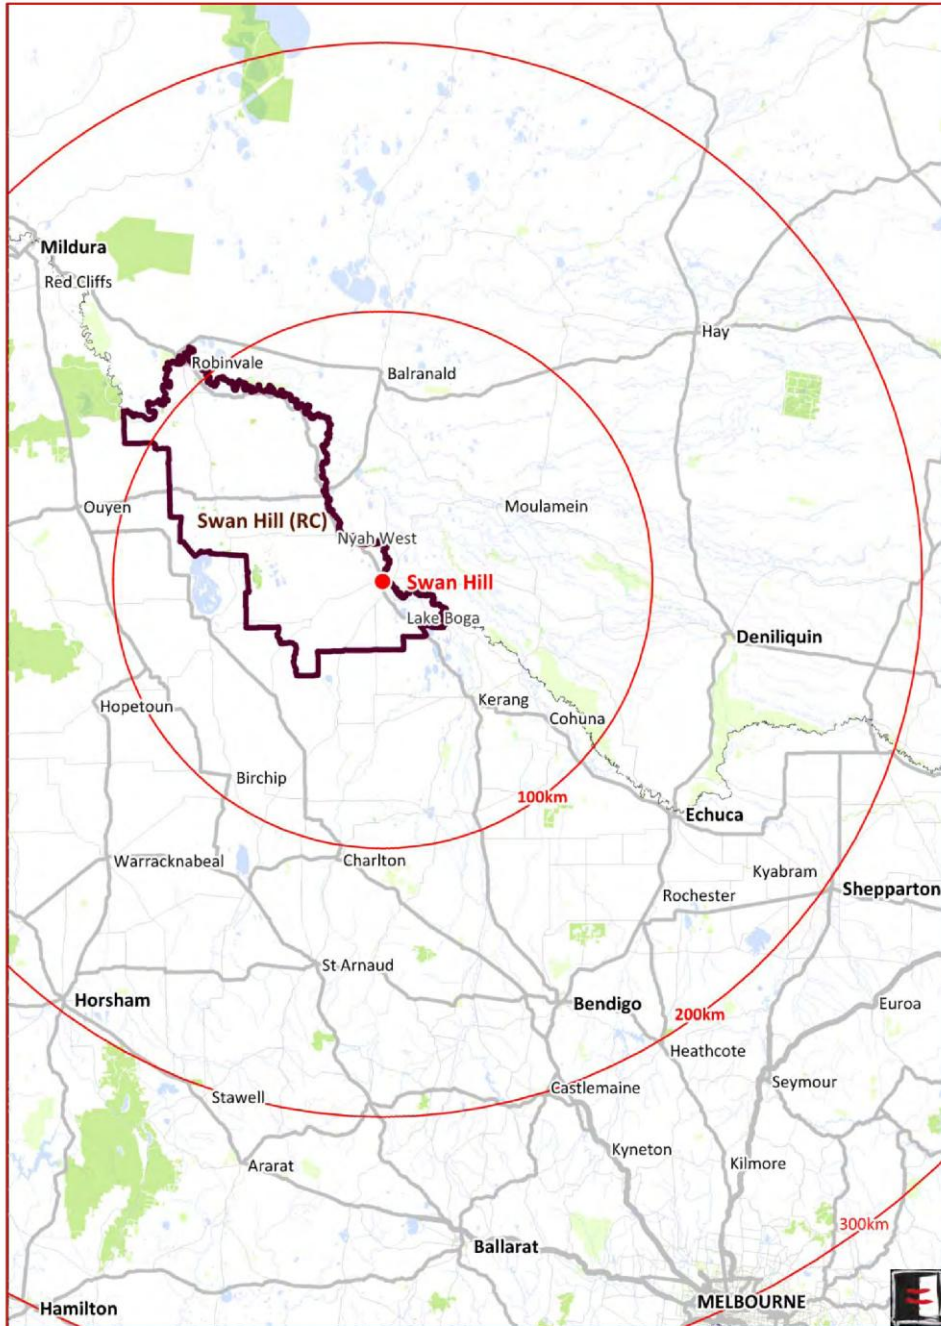 Mildura
Red Cliffs
Hay
Robinvale
Balranald
Ouyen
Moulamein
Swan Hill (RC)
Nyah West
Swan Hill
Lake Boga
Deniliquin
Kerang
Hopetoun
Cohuna
Birchip
100km
Echuca
Warracknabeal
Charlton
Kyabram
Shepparton
Rochester
St Arnaud
Horsham
Bendigo
Euroa
200km
Heathcote
Seymour
Castlemaine
Stawell
Kyneton
Ararat
Kilmore
300km
Ballarat
MELBOURNE
Hamilton